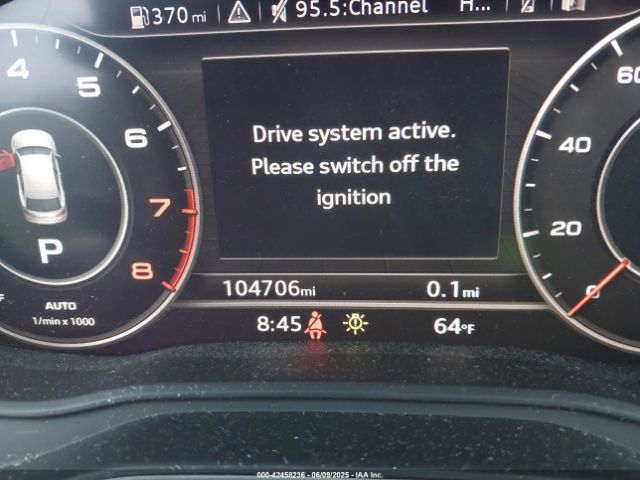 370 mi 95.5:Channel H...
4 5 6 7 8
P
AUTO
1/min x 1000
Drive system active.
Please switch off the
ignition
104706mi 0.1 mi
8:45 64°F
60
40
20
0
000-42458236 - 06/09/2025 - IAA Inc.